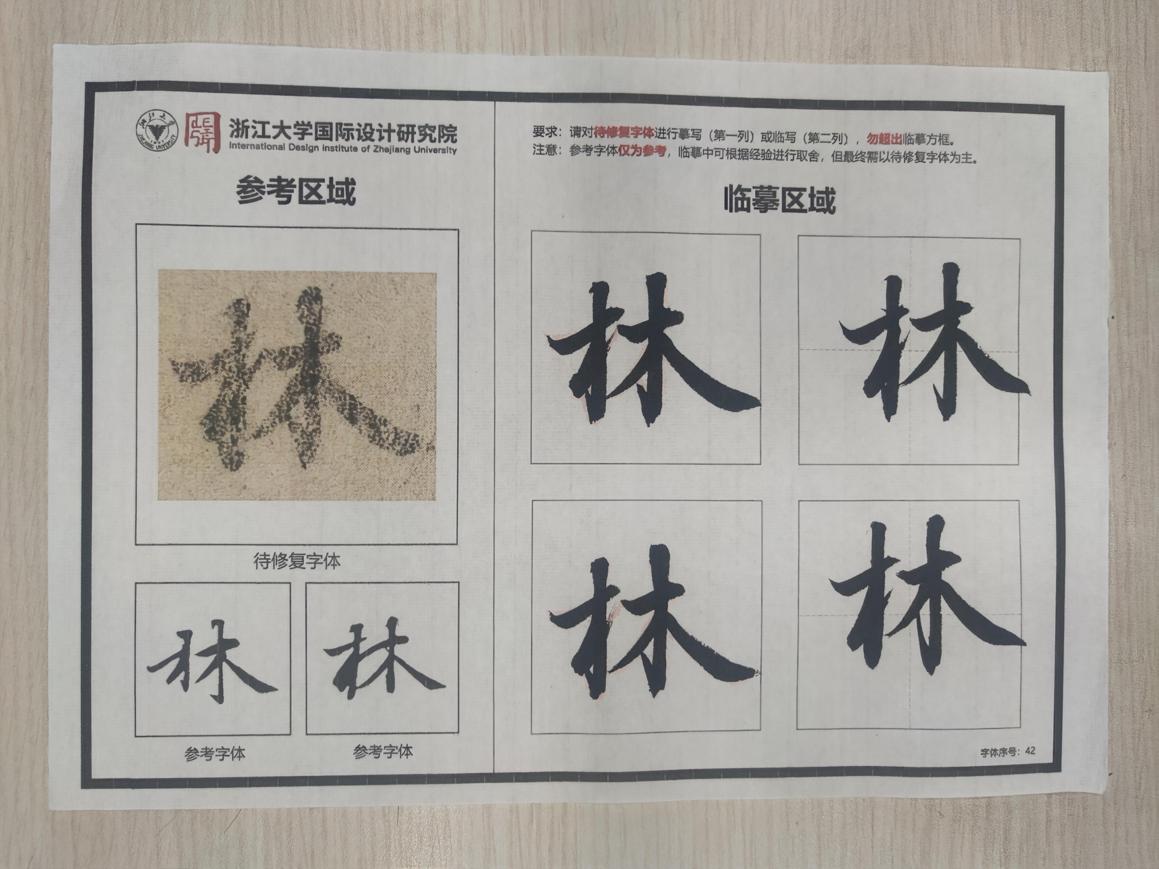 浙江大学国际设计研究院
International Design Institute of Zhejiang University
参考区域
林
待修复字体
林
林
参考字体
参考字体
要求：请对待修复字体进行摹写（第一列）或临写（第二列），勿超出临摹方框。
注意：参考字体仅为参考，临摹中可根据经验进行取舍，但最终需以待修复字体为主。
临摹区域
林
林
林
林
字体序号：42